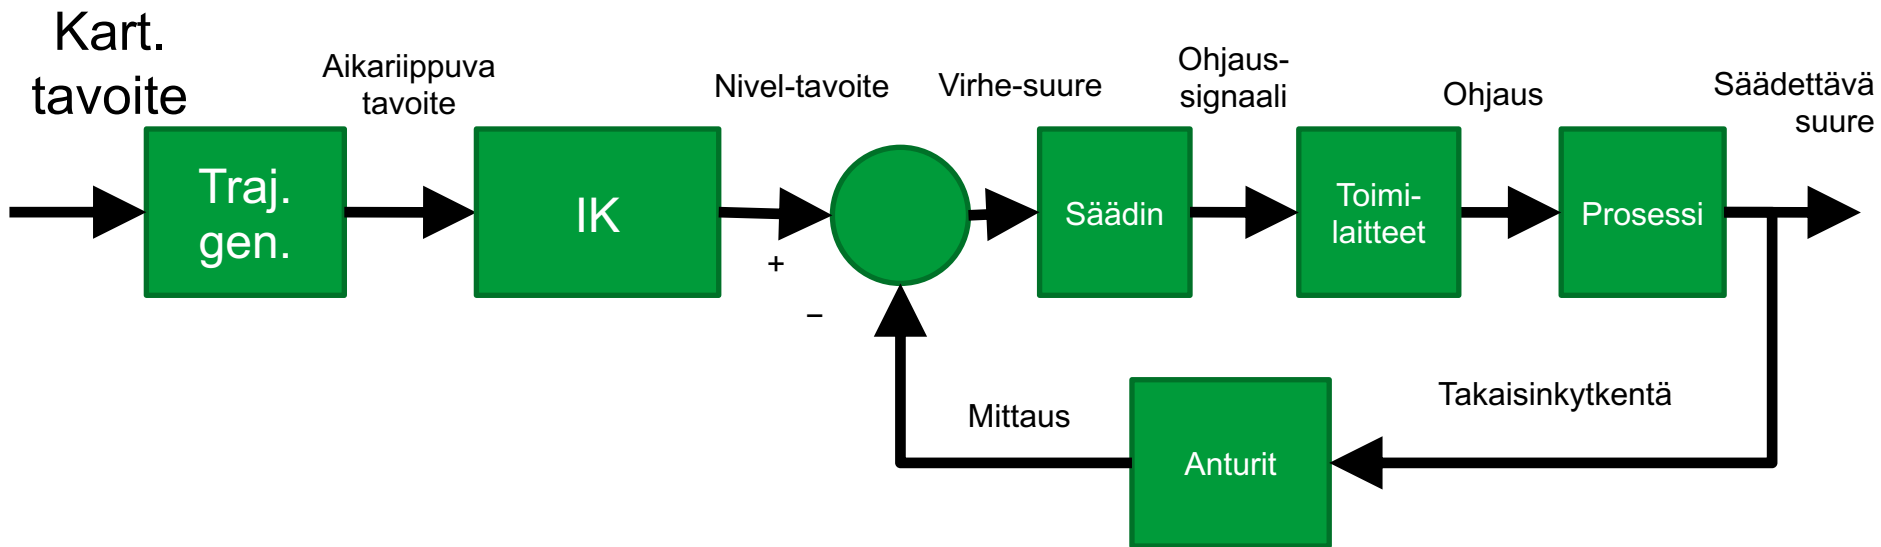 Kart.
tavoite
Aikariippuva
tavoite
Nivel-tavoite
Virhe-suure
Ohjaus-
signaali
Ohjaus
Säädettävä
suure
Traj.
gen.
IK
+
−
Säädin
Toimi-
laitteet
Prosessi
Mittaus
Anturit
Takaisinkytkentä